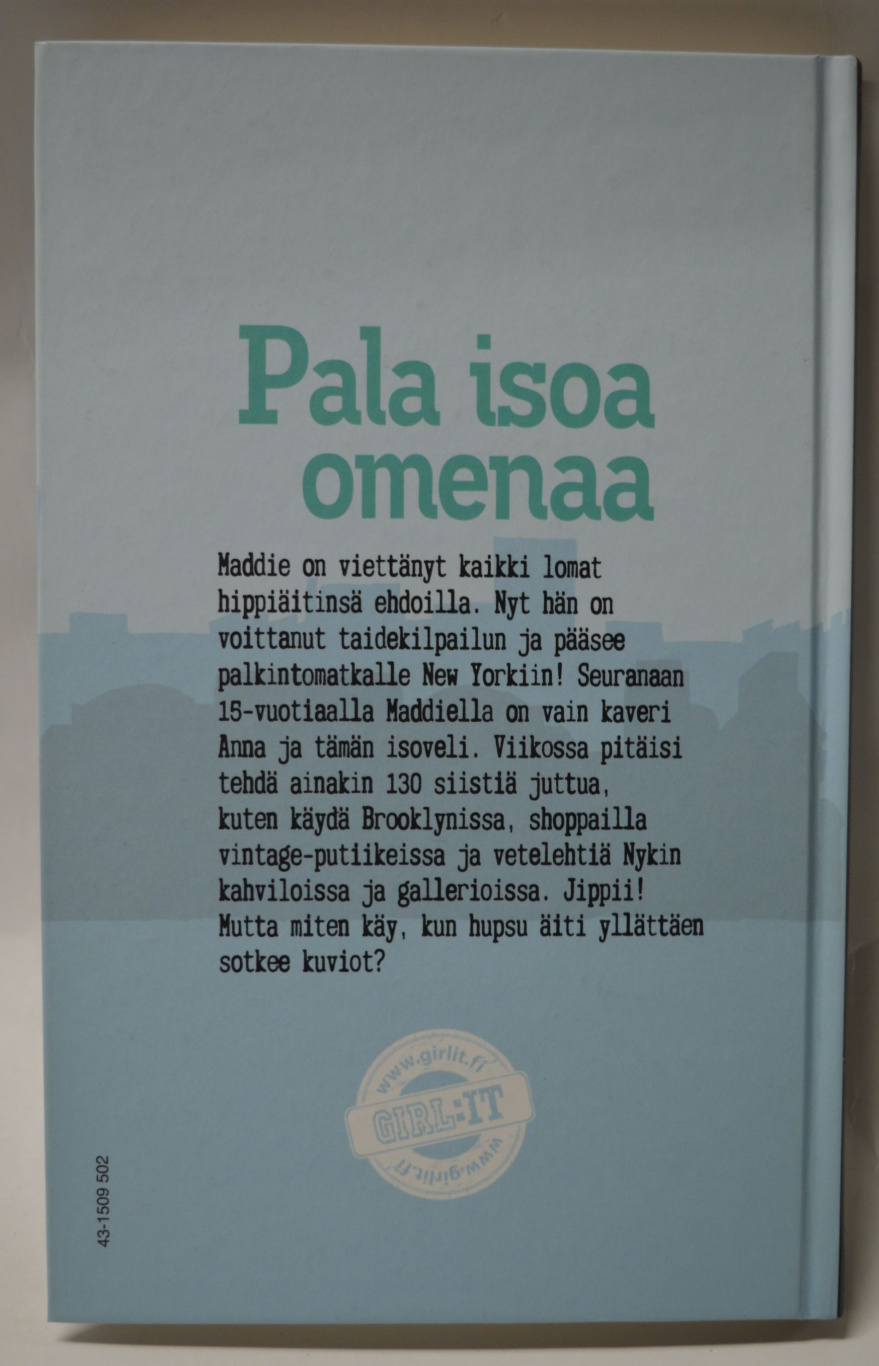 Pala isoa
omenaa
Maddie on viettänyt kaikki lomat
hippiäitinsä ehdoilla. Nyt hän on
voittanut taidekilpailun ja pääsee
palkintomatkalle New Yorkiin! Seuranaan
15-vuotiaalla Maddiella on vain kaveri
Anna ja tämän isoveli. Viikossa pitäisi
tehdä ainakin 130 siistiä juttua,
kuten käydä Brooklynissa, shoppailla
vintage-putiikeissa ja vetelehtiä Nykin
kahviloissa ja gallerioissa. Jippii!
Mutta miten käy, kun hupsu äiti yllättäen
sotkee kuviot?
www.girlit.fi
GIRL:IT
www.girlit.fi
43-1509 502